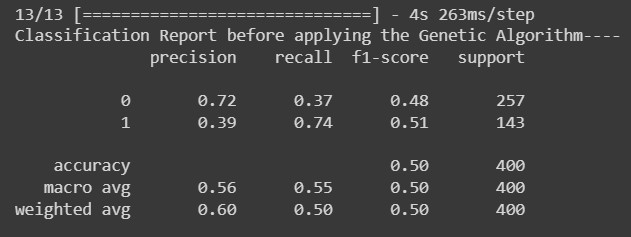 13/13 [==============================] - 4s 263ms/step
Classification Report before applying the Genetic Algorithm----
precision recall f1-score support
0 0.72 0.37 0.48 257
1 0.39 0.74 0.51 143
accuracy 0.50 400
macro avg 0.56 0.55 0.50 400
weighted avg 0.60 0.50 0.50 400